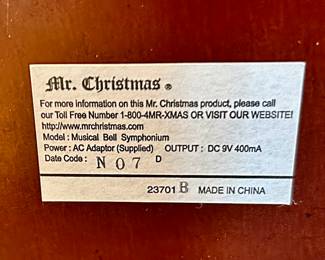 Mr. Christmas ®
For more information on this Mr. Christmas product, please call
our Toll Free Number 1-800-4MR-XMAS OR VISIT OUR WEBSITE!
http://www.mrchristmas.com
Model : Musical Bell Symphonium
Power : AC Adaptor (Supplied) OUTPUT : DC 9V 400mA
Date Code : N 07 D
23701 B MADE IN CHINA